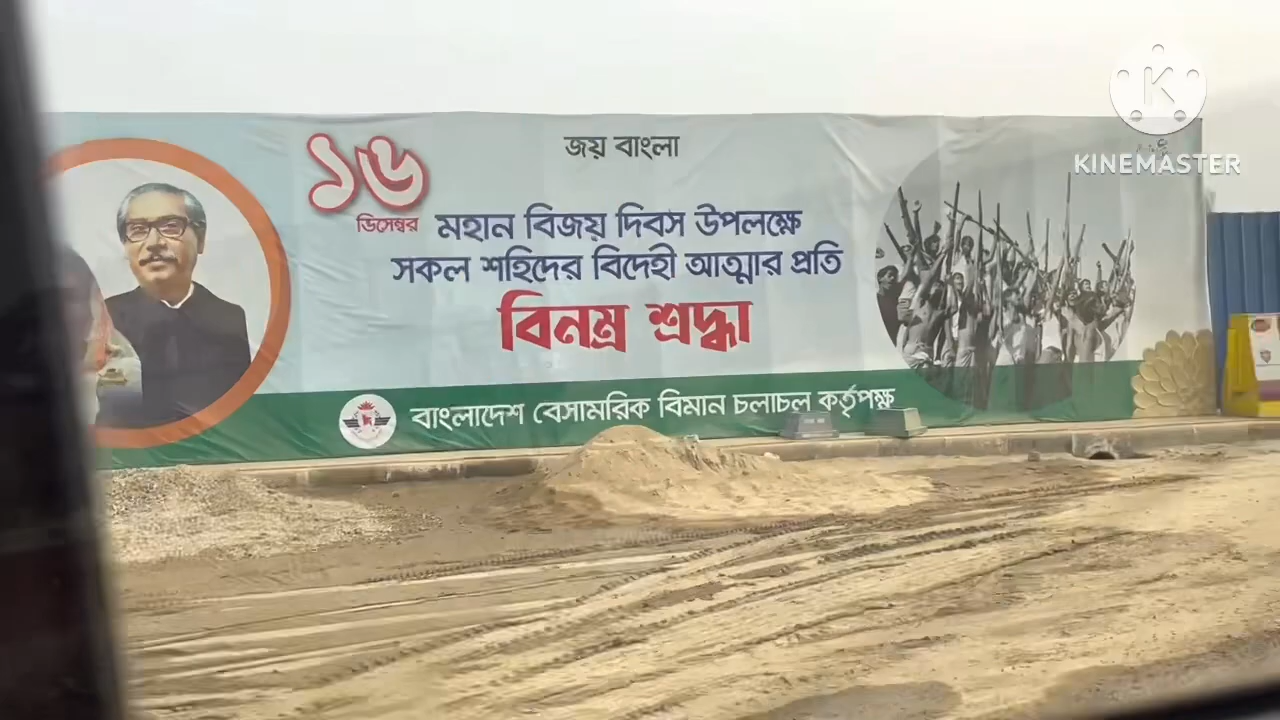 জয় বাংলা
১৬
ডিসেম্বর
মহান বিজয় দিবস উপলক্ষে
সকল শহিদের বিদেহী আত্মার প্রতি
বিনম্র শ্রদ্ধা
বাংলাদেশ বেসামরিক বিমান চলাচল কর্তৃপক্ষ
K
KINEMASTER